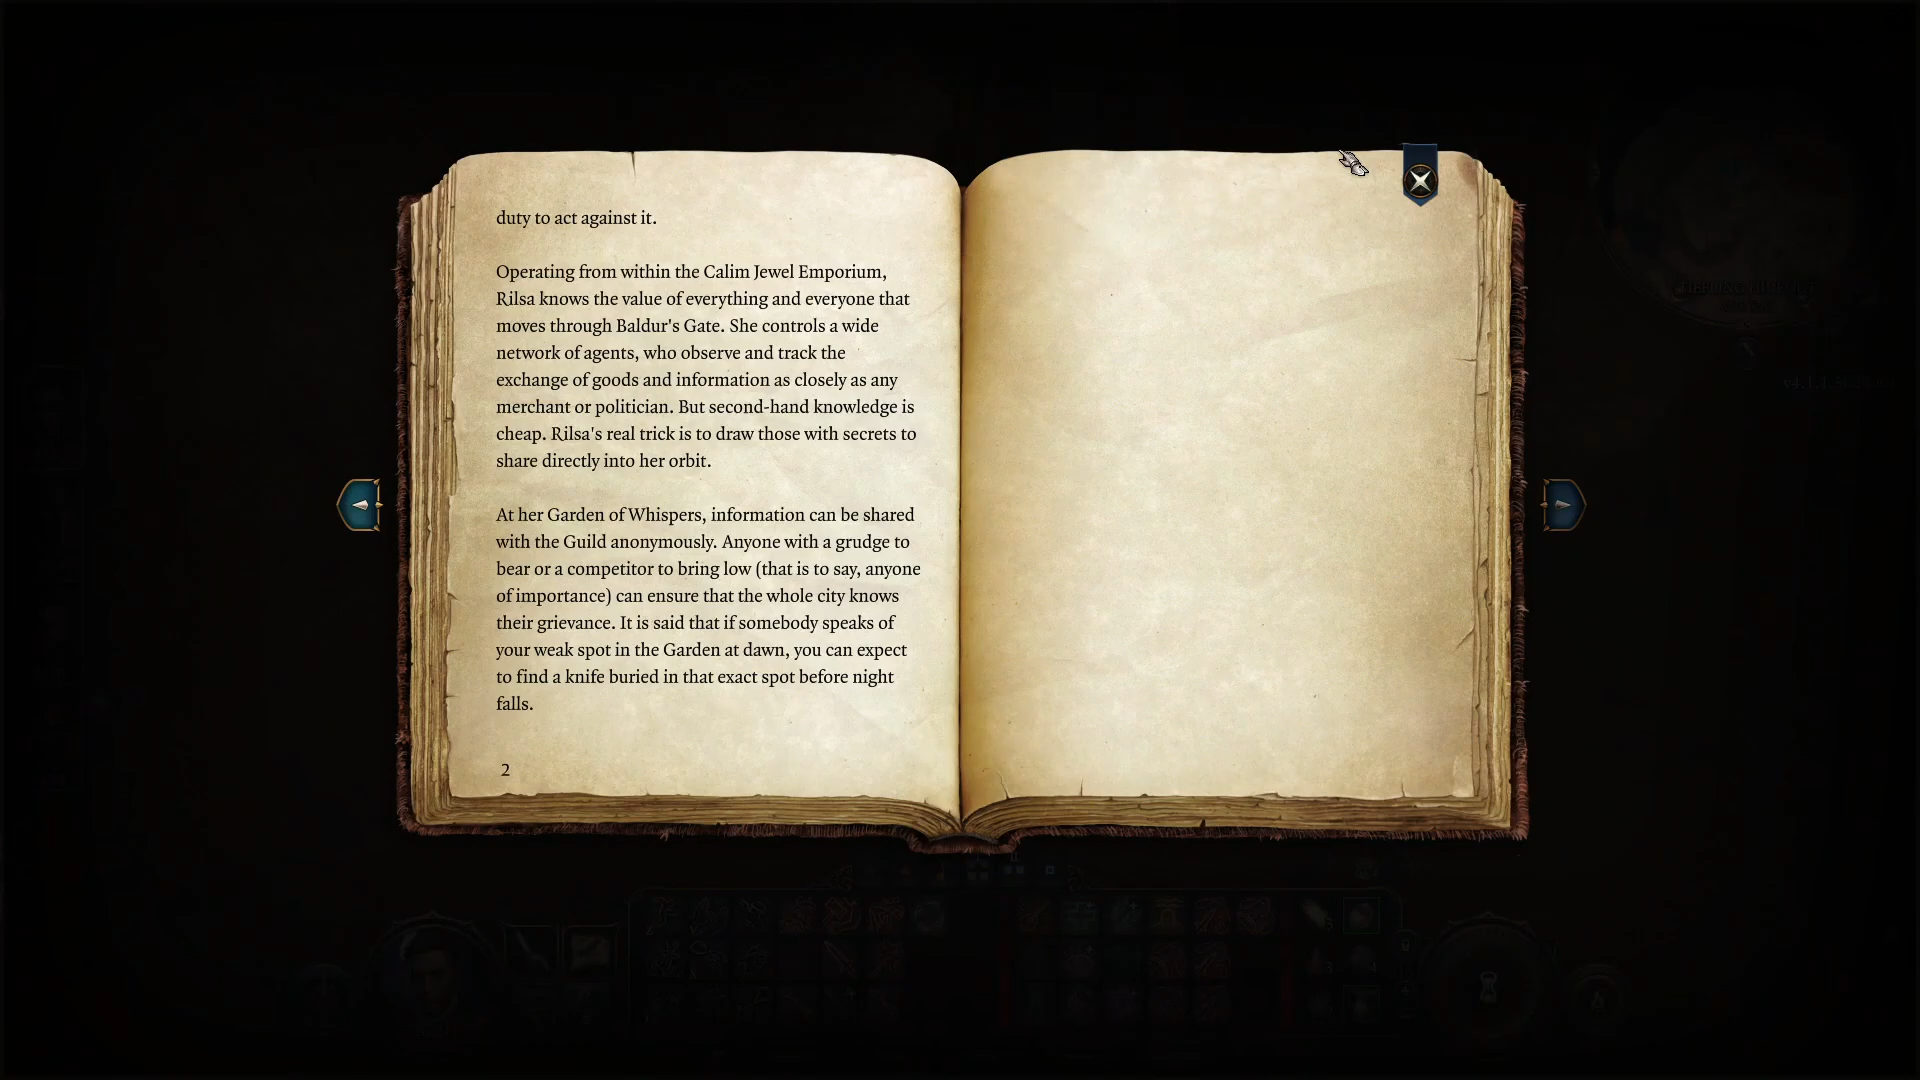 duty to act against it.
Operating from within the Calim Jewel Emporium,
Rilsa knows the value of everything and everyone that
moves through Baldur's Gate. She controls a wide
network of agents, who observe and track the
exchange of goods and information as closely as any
merchant or politician. But second-hand knowledge is
cheap. Rilsa's real trick is to draw those with secrets to
share directly into her orbit.
At her Garden of Whispers, information can be shared
with the Guild anonymously. Anyone with a grudge to
bear or a competitor to bring low (that is to say, anyone
of importance) can ensure that the whole city knows
their grievance. It is said that if somebody speaks of
your weak spot in the Garden at dawn, you can expect
to find a knife buried in that exact spot before night
falls.
2